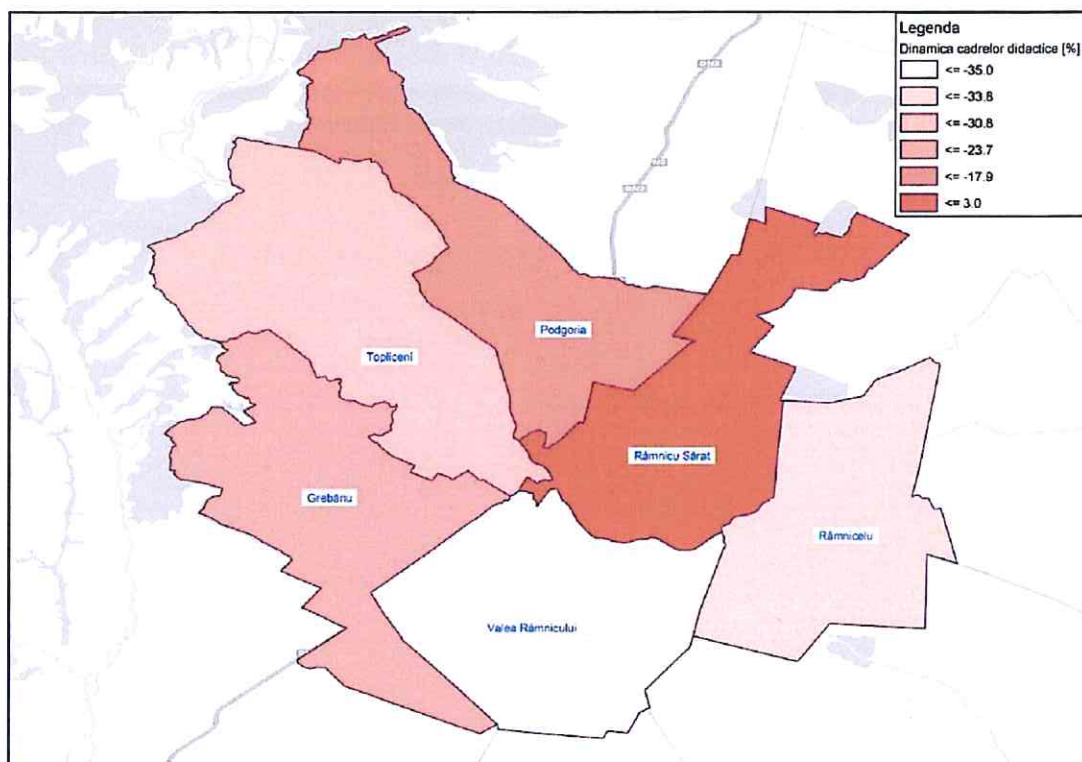 Legenda
Dinamica cadrelor didactice [%]
<= -35.0
<= -33.8
<= -30.8
<= -23.7
<= -17.9
<= 3.0
Podgoria
Topliceni
Râmnicu Sărat
Grebănu
Râmnicelu
Valea Râmnicului